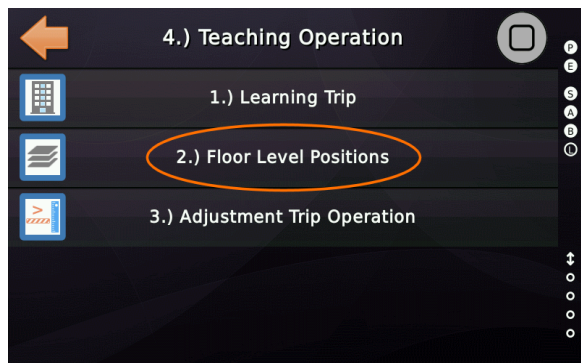 4.) Teaching Operation
1.) Learning Trip
2.) Floor Level Positions
3.) Adjustment Trip Operation
P
E
S
A
B
L